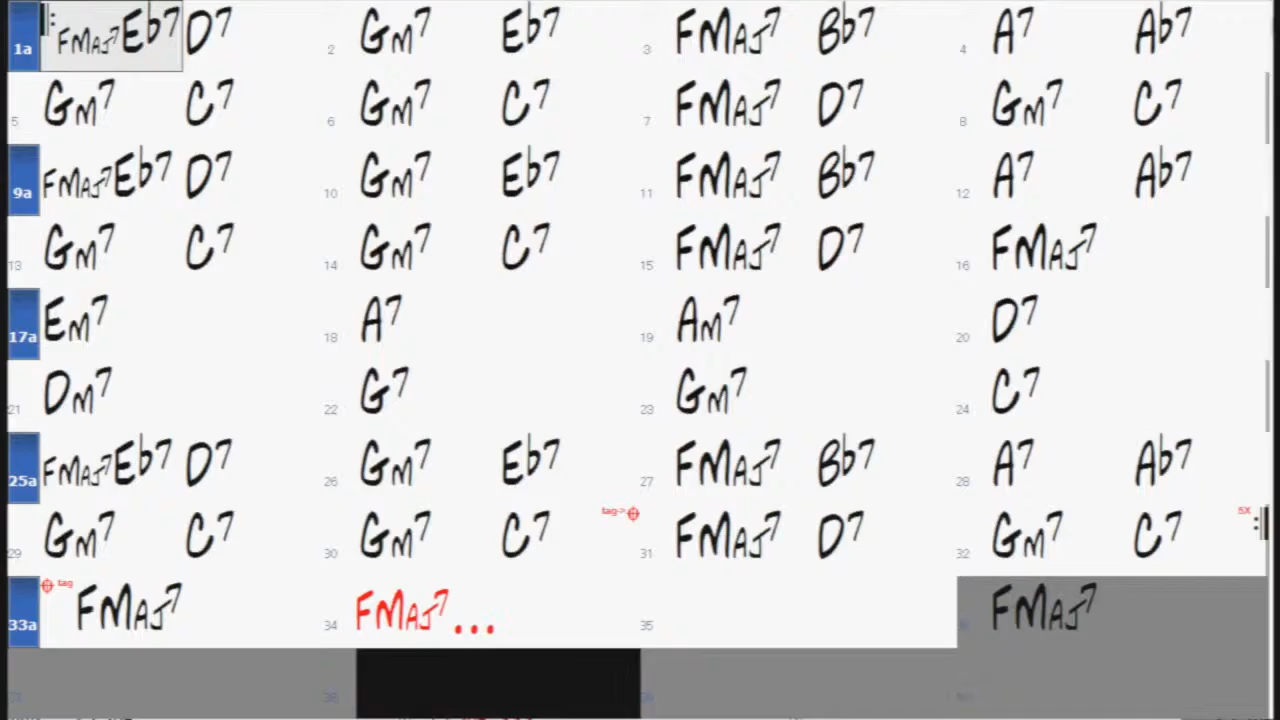 1a FMAJ7 Eb7 D7 2 Gm7 Eb7 3 FMAJ7 Bb7 4 A7 Ab7
5 Gm7 C7 6 Gm7 C7 7 FMAJ7 D7 8 Gm7 C7
9a FMAJ7 Eb7 D7 10 Gm7 Eb7 11 FMAJ7 Bb7 12 A7 Ab7
13 Gm7 C7 14 Gm7 C7 15 FMAJ7 D7 16 FMAJ7
17a Em7 18 A7 19 Am7 20 D7
21 Dm7 22 G7 23 Gm7 24 C7
25a FMAJ7 Eb7 D7 26 Gm7 Eb7 27 FMAJ7 Bb7 28 A7 Ab7
tag-> 5X
29 Gm7 C7 30 Gm7 C7 31 FMAJ7 D7 32 Gm7 C7
tag
33a FMAJ7 34 FMAJ7... 35 FMAJ7
37 38